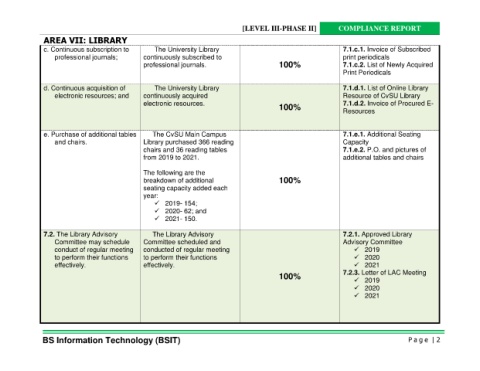 [LEVEL III-PHASE II] COMPLIANCE REPORT
AREA VII: LIBRARY
c. Continuous subscription to
professional journals;
The University Library
continuously subscribed to
professional journals.
100%
7.1.c.1. Invoice of Subscribed
print periodicals
7.1.c.2. List of Newly Acquired
Print Periodicals
d. Continuous acquisition of
electronic resources; and
The University Library
continuously acquired
electronic resources.
100%
7.1.d.1. List of Online Library
Resource of CvSU Library
7.1.d.2. Invoice of Procured E-
Resources
e. Purchase of additional tables
and chairs.
The CvSU Main Campus
Library purchased 366 reading
chairs and 36 reading tables
from 2019 to 2021.
The following are the
breakdown of additional
seating capacity added each
year:
✓ 2019- 154;
✓ 2020- 62; and
✓ 2021- 150.
100%
7.1.e.1. Additional Seating
Capacity
7.1.e.2. P.O. and pictures of
additional tables and chairs
7.2. The Library Advisory
Committee may schedule
conduct of regular meeting
to perform their functions
effectively.
The Library Advisory
Committee scheduled and
conducted of regular meeting
to perform their functions
effectively.
100%
7.2.1. Approved Library
Advisory Committee
✓ 2019
✓ 2020
✓ 2021
7.2.3. Letter of LAC Meeting
✓ 2019
✓ 2020
✓ 2021
BS Information Technology (BSIT) Page | 2